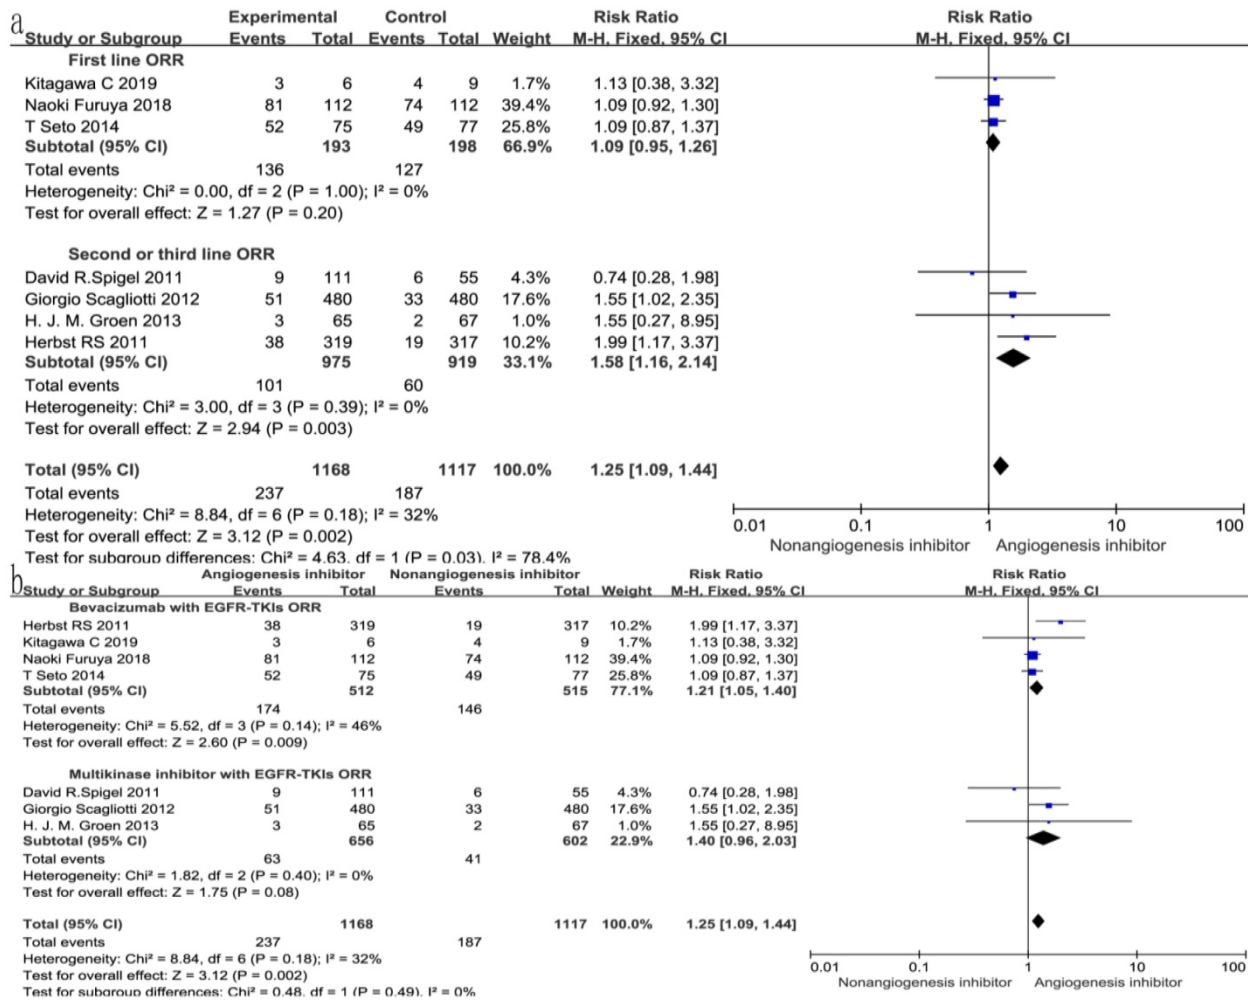 a
Experimental Control Risk Ratio Risk Ratio
Study or Subgroup Events Total Events Total Weight M-H, Fixed, 95% CI M-H, Fixed, 95% CI
First line ORR
Kitagawa C 2019 3 6 4 9 1.7% 1.13 [0.38, 3.32]
Naoki Furuya 2018 81 112 74 112 39.4% 1.09 [0.92, 1.30]
T Seto 2014 52 75 49 77 25.8% 1.09 [0.87, 1.37]
Subtotal (95% CI) 193 198 66.9% 1.09 [0.95, 1.26]
Total events 136 127
Heterogeneity: Chi² = 0.00, df = 2 (P = 1.00); I² = 0%
Test for overall effect: Z = 1.27 (P = 0.20)
Second or third line ORR
David R.Spigel 2011 9 111 6 55 4.3% 0.74 [0.28, 1.98]
Giorgio Scagliotti 2012 51 480 33 480 17.6% 1.55 [1.02, 2.35]
H. J. M. Groen 2013 3 65 2 67 1.0% 1.55 [0.27, 8.95]
Herbst RS 2011 38 319 19 317 10.2% 1.99 [1.17, 3.37]
Subtotal (95% CI) 975 919 33.1% 1.58 [1.16, 2.14]
Total events 101 60
Heterogeneity: Chi² = 3.00, df = 3 (P = 0.39); I² = 0%
Test for overall effect: Z = 2.94 (P = 0.003)
Total (95% CI) 1168 1117 100.0% 1.25 [1.09, 1.44]
Total events 237 187
Heterogeneity: Chi² = 8.84, df = 6 (P = 0.18); I² = 32%
Test for overall effect: Z = 3.12 (P = 0.002)
Test for subgroup differences: Chi² = 4.63, df = 1 (P = 0.03), I² = 78.4%
0.01 0.1 1 10 100
Nonangiogenesis inhibitor Angiogenesis inhibitor
b
Angiogenesis inhibitor Nonangiogenesis inhibitor Risk Ratio Risk Ratio
Study or Subgroup Events Total Events Total Weight M-H, Fixed, 95% CI M-H, Fixed, 95% CI
Bevacizumab with EGFR-TKIs ORR
Herbst RS 2011 38 319 19 317 10.2% 1.99 [1.17, 3.37]
Kitagawa C 2019 3 6 4 9 1.7% 1.13 [0.38, 3.32]
Naoki Furuya 2018 81 112 74 112 39.4% 1.09 [0.92, 1.30]
T Seto 2014 52 75 49 77 25.8% 1.09 [0.87, 1.37]
Subtotal (95% CI) 512 515 77.1% 1.21 [1.05, 1.40]
Total events 174 146
Heterogeneity: Chi² = 5.52, df = 3 (P = 0.14); I² = 46%
Test for overall effect: Z = 2.60 (P = 0.009)
Multikinase inhibitor with EGFR-TKIs ORR
David R.Spigel 2011 9 111 6 55 4.3% 0.74 [0.28, 1.98]
Giorgio Scagliotti 2012 51 480 33 480 17.6% 1.55 [1.02, 2.35]
H. J. M. Groen 2013 3 65 2 67 1.0% 1.55 [0.27, 8.95]
Subtotal (95% CI) 656 602 22.9% 1.40 [0.96, 2.03]
Total events 63 41
Heterogeneity: Chi² = 1.82, df = 2 (P = 0.40); I² = 0%
Test for overall effect: Z = 1.75 (P = 0.08)
Total (95% CI) 1168 1117 100.0% 1.25 [1.09, 1.44]
Total events 237 187
Heterogeneity: Chi² = 8.84, df = 6 (P = 0.18); I² = 32%
Test for overall effect: Z = 3.12 (P = 0.002)
Test for subgroup differences: Chi² = 0.48, df = 1 (P = 0.49), I² = 0%
0.01 0.1 1 10 100
Nonangiogenesis inhibitor Angiogenesis inhibitor